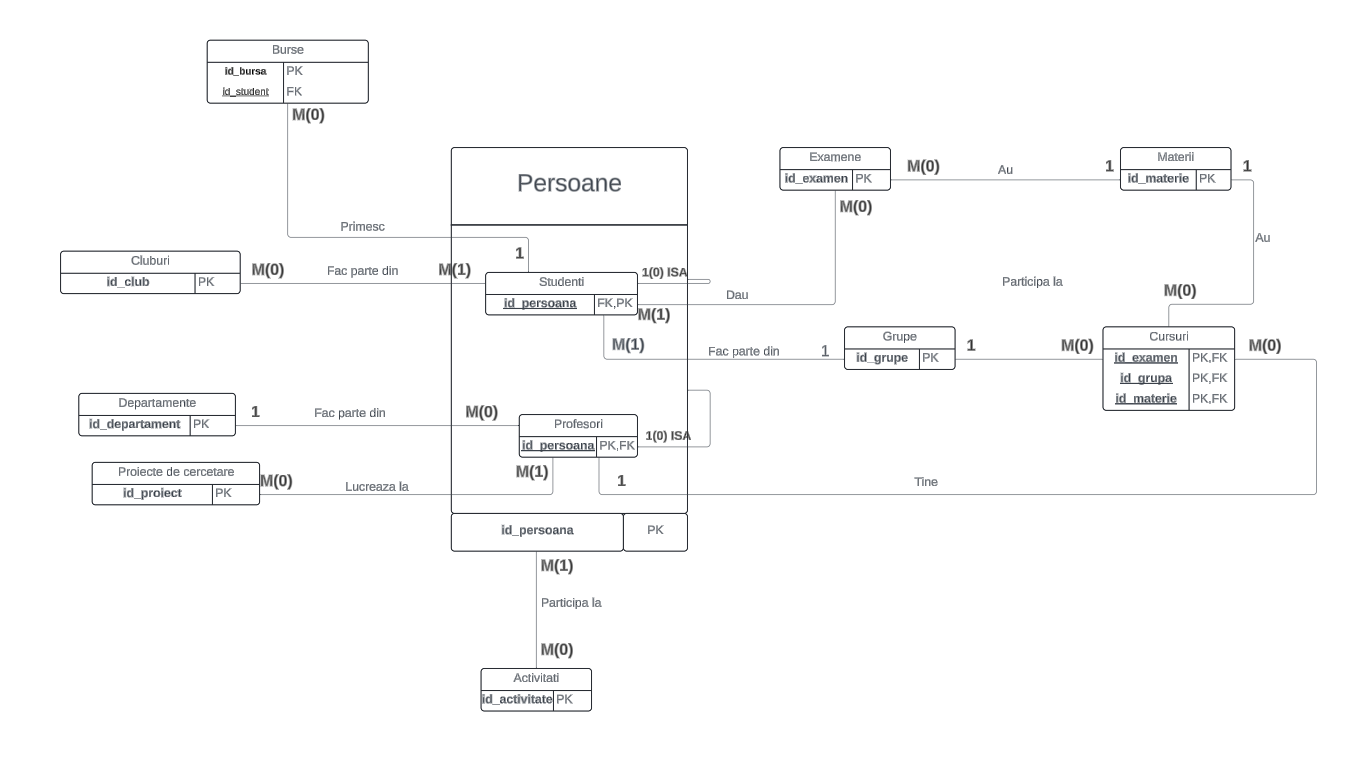 Burse
id_bursa PK
id_student FK
M(0)
Persoane
Examene
id_examen PK
M(0)
Au
1
Materii
id_materie PK
1
M(0)
Primesc
1
Au
Cluburi
id_club PK
M(0)
Fac parte din
M(1)
Studenti
id_persoana FK,PK
1(0) ISA
Dau
M(1)
Participa la
M(0)
M(1)
Fac parte din
1
Grupe
id_grupe PK
1
M(0)
Cursuri
id_examen PK,FK
id_grupa PK,FK
id_materie PK,FK
M(0)
Departamente
id_departament PK
1
Fac parte din
M(0)
Profesori
id_persoana PK,FK
1(0) ISA
Proiecte de cercetare
id_proiect PK
M(0)
Lucreaza la
M(1)
1
Tine
id_persoana PK
M(1)
Participa la
M(0)
Activitati
id_activitate PK